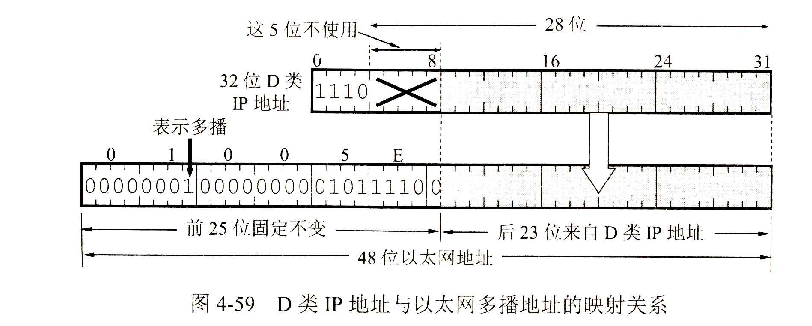 这 5 位不使用
28 位
0 8 16 24 31
32 位 D 类
IP 地址
1110
表示多播
0 1 0 0 5 E
00000001 00000000 01011110 0
前 25 位固定不变
后 23 位来自 D 类 IP 地址
48 位以太网地址
图 4-59 D 类 IP 地址与以太网多播地址的映射关系